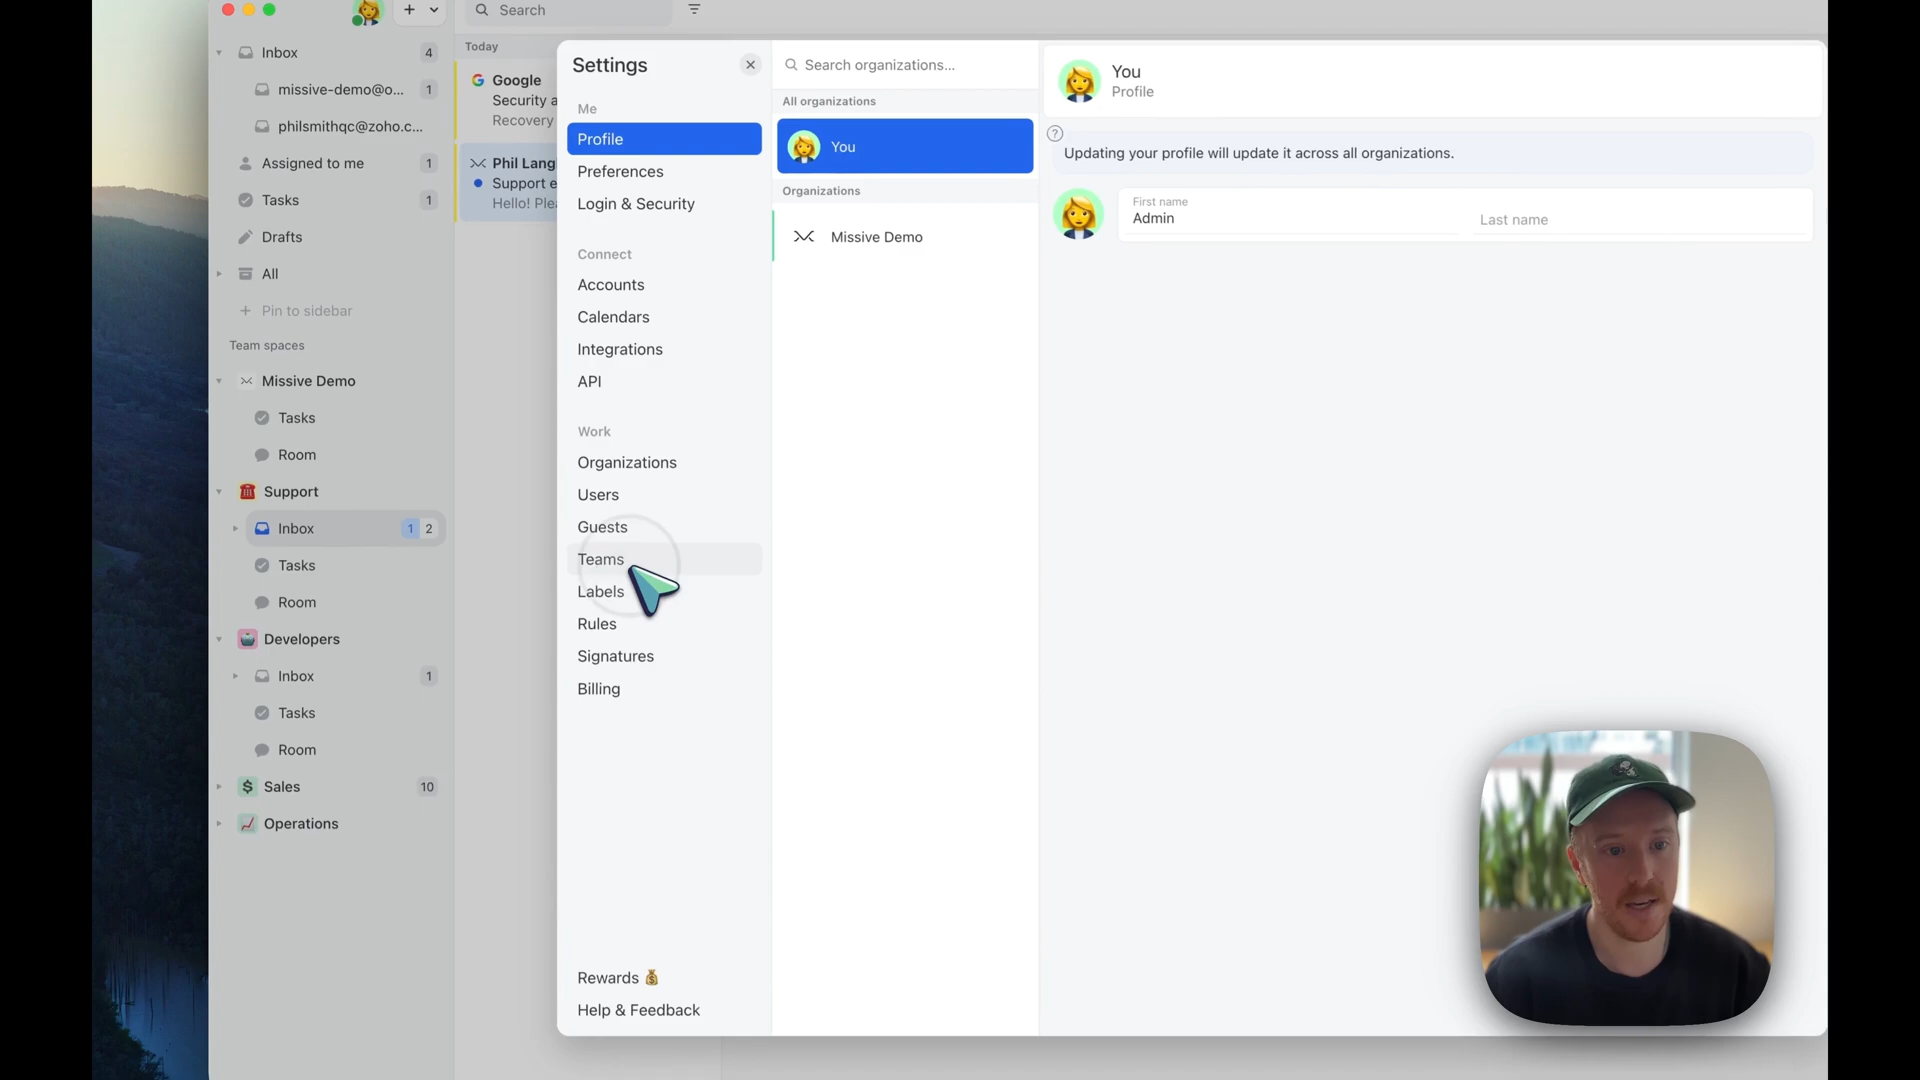 Search
Inbox 4
missive-demo@o... 1
philsmithqc@zoho.c...
Assigned to me 1
Tasks 1
Drafts
All
Pin to sidebar
Team spaces
Missive Demo
Tasks
Room
Support
Inbox 1 2
Tasks
Room
Developers
Inbox 1
Tasks
Room
Sales 10
Operations
Today
Google
Security a
Recovery
Phil Lang
Support e
Hello! Plea
Settings
Me
Profile
Preferences
Login & Security
Connect
Accounts
Calendars
Integrations
API
Work
Organizations
Users
Guests
Teams
Labels
Rules
Signatures
Billing
Rewards 💰
Help & Feedback
Search organizations...
All organizations
You
Organizations
Missive Demo
You
Profile
?
Updating your profile will update it across all organizations.
First name
Admin
Last name